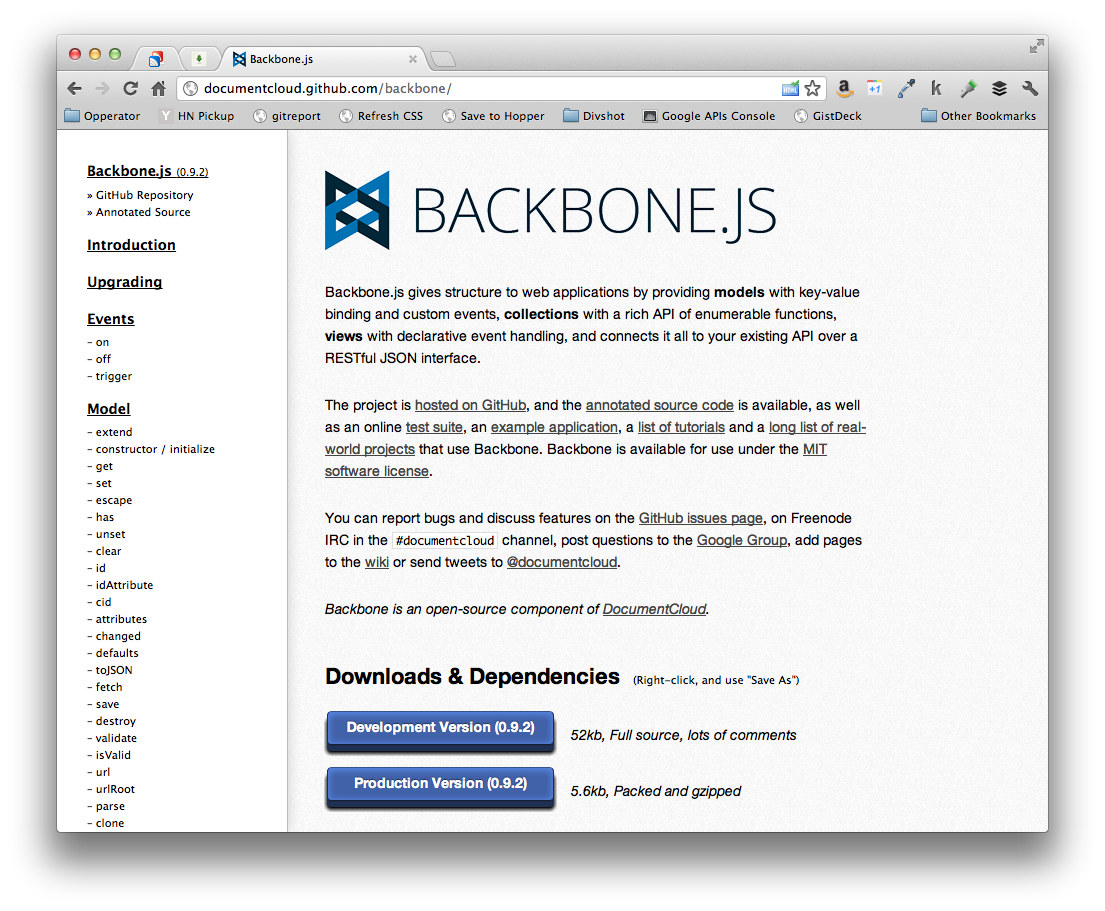 Backbone.js
documentcloud.github.com/backbone/
HTML
a
+1
k
Opperator
Y HN Pickup
gitreport
Refresh CSS
Save to Hopper
Divshot
Google APIs Console
GistDeck
Other Bookmarks
Backbone.js (0.9.2)
» GitHub Repository
» Annotated Source
Introduction
Upgrading
Events
– on
– off
– trigger
Model
– extend
– constructor / initialize
– get
– set
– escape
– has
– unset
– clear
– id
– idAttribute
– cid
– attributes
– changed
– defaults
– toJSON
– fetch
– save
– destroy
– validate
– isValid
– url
– urlRoot
– parse
– clone
BACKBONE.JS
Backbone.js gives structure to web applications by providing models with key-value
binding and custom events, collections with a rich API of enumerable functions,
views with declarative event handling, and connects it all to your existing API over a
RESTful JSON interface.
The project is hosted on GitHub, and the annotated source code is available, as well
as an online test suite, an example application, a list of tutorials and a long list of real-
world projects that use Backbone. Backbone is available for use under the MIT
software license.
You can report bugs and discuss features on the GitHub issues page, on Freenode
IRC in the #documentcloud channel, post questions to the Google Group, add pages
to the wiki or send tweets to @documentcloud.
Backbone is an open-source component of DocumentCloud.
Downloads & Dependencies (Right-click, and use "Save As")
Development Version (0.9.2) 52kb, Full source, lots of comments
Production Version (0.9.2) 5.6kb, Packed and gzipped